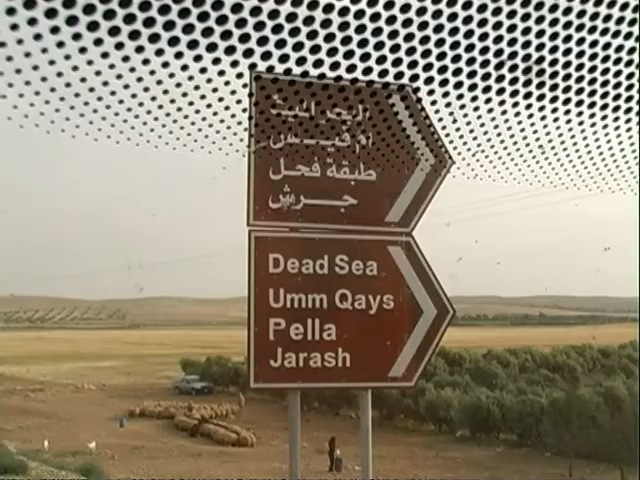 البحر الميت
ام قيس
طبقة فحل
جرش
Dead Sea
Umm Qays
Pella
Jarash